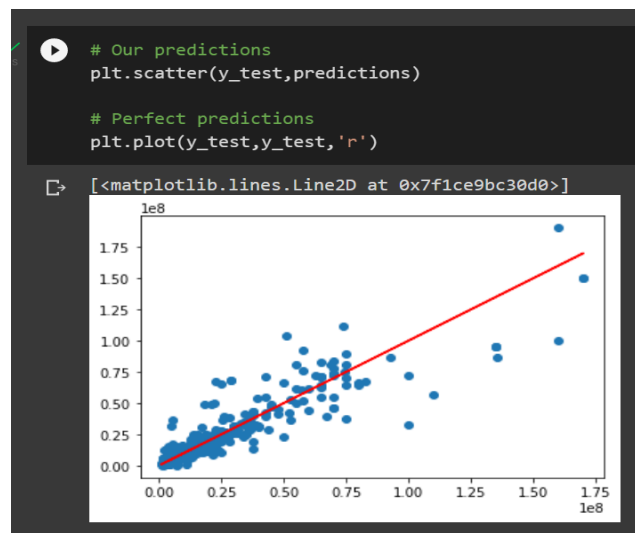 # Our predictions
plt.scatter(y_test,predictions)
# Perfect predictions
plt.plot(y_test,y_test,'r')
[<matplotlib.lines.Line2D at 0x7f1ce9bc30d0>]
1e8
1.75
1.50
1.25
1.00
0.75
0.50
0.25
0.00
0.00 0.25 0.50 0.75 1.00 1.25 1.50 1.75
1e8